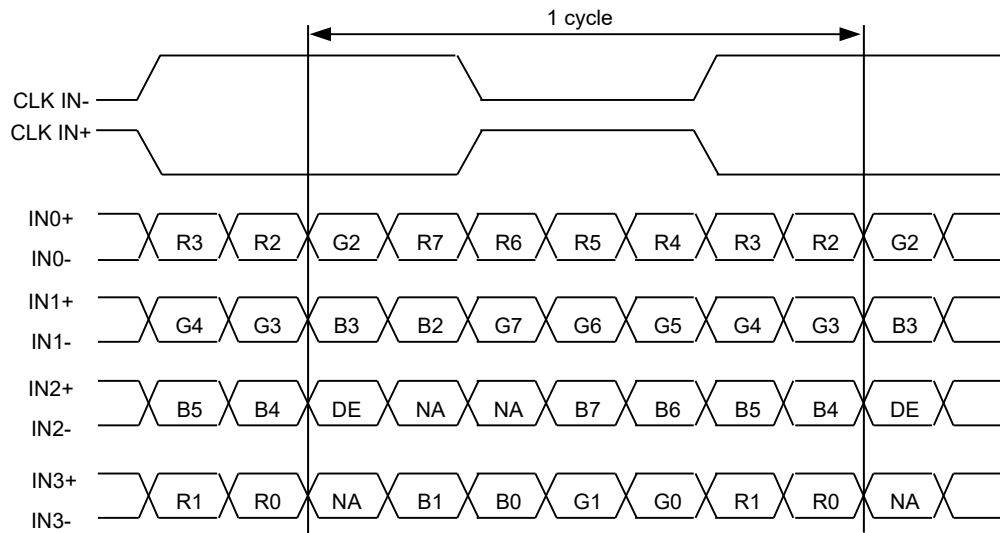 1 cycle
CLK IN-
CLK IN+
IN0+
R3 R2 G2 R7 R6 R5 R4 R3 R2 G2
IN0-
IN1+
G4 G3 B3 B2 G7 G6 G5 G4 G3 B3
IN1-
IN2+
B5 B4 DE NA NA B7 B6 B5 B4 DE
IN2-
IN3+
R1 R0 NA B1 B0 G1 G0 R1 R0 NA
IN3-